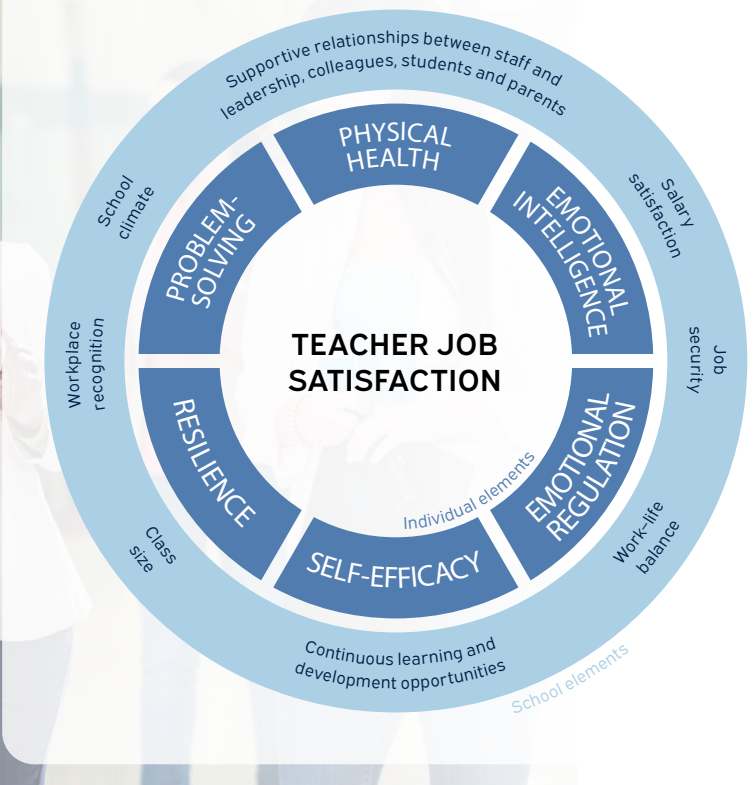 Supportive relationships between staff and
leadership, colleagues, students and parents
School
climate
Salary
satisfaction
Workplace
recognition
Job
security
Class
size
Work–life
balance
Continuous learning and
development opportunities
School elements
PHYSICAL
HEALTH
PROBLEM-
SOLVING
EMOTIONAL
INTELLIGENCE
RESILIENCE
EMOTIONAL
REGULATION
SELF-EFFICACY
Individual elements
TEACHER JOB
SATISFACTION